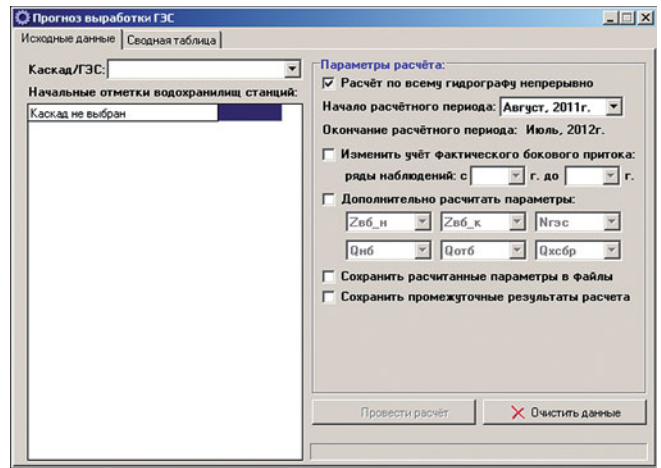 Прогноз выработки ГЭС
Исходные данные Сводная таблица
Каскад/ГЭС:
Начальные отметки водохранилищ станций:
Каскад не выбран
Параметры расчёта:
Расчёт по всему гидрографу непрерывно
Начало расчётного периода: Август, 2011г.
Окончание расчётного периода: Июль, 2012г.
Изменить учёт фактического бокового притока:
ряды наблюдений: с г. до г.
Дополнительно расчитать параметры:
Zвб_н Zвб_к Nгэс
Qнб Qотб Qхсбр
Сохранить расчитанные параметры в файлы
Сохранить промежуточные результаты расчета
Провести расчёт Очистить данные